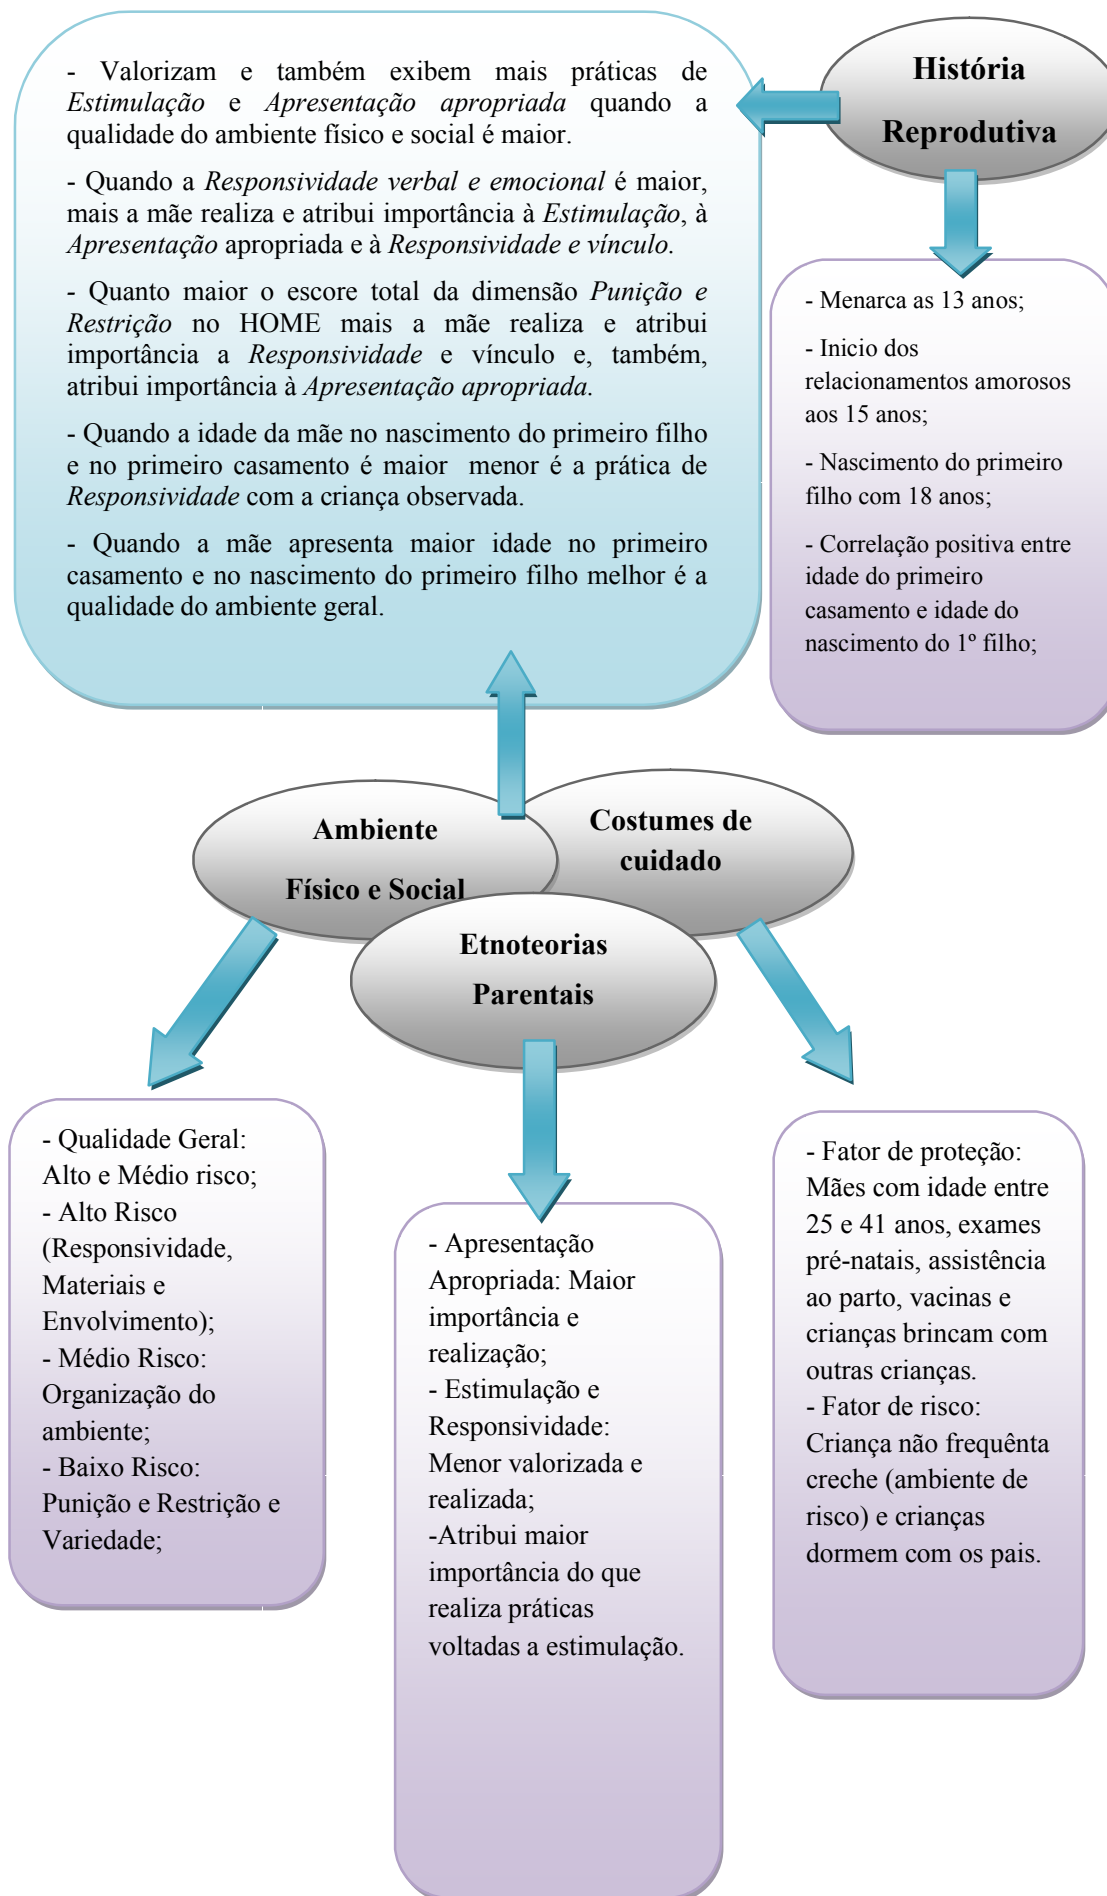 - Valorizam e também exibem mais práticas de
Estimulação e Apresentação apropriada quando a
qualidade do ambiente físico e social é maior.
- Quando a Responsividade verbal e emocional é maior,
mais a mãe realiza e atribui importância à Estimulação, à
Apresentação apropriada e à Responsividade e vínculo.
- Quanto maior o escore total da dimensão Punição e
Restrição no HOME mais a mãe realiza e atribui
importância a Responsividade e vínculo e, também,
atribui importância à Apresentação apropriada.
- Quando a idade da mãe no nascimento do primeiro filho
e no primeiro casamento é maior menor é a prática de
Responsividade com a criança observada.
- Quando a mãe apresenta maior idade no primeiro
casamento e no nascimento do primeiro filho melhor é a
qualidade do ambiente geral.
História
Reprodutiva
- Menarca as 13 anos;
- Inicio dos
relacionamentos amorosos
aos 15 anos;
- Nascimento do primeiro
filho com 18 anos;
- Correlação positiva entre
idade do primeiro
casamento e idade do
nascimento do 1º filho;
Ambiente
Físico e Social
Costumes de
cuidado
Etnoteorias
Parentais
- Qualidade Geral:
Alto e Médio risco;
- Alto Risco
(Responsividade,
Materiais e
Envolvimento);
- Médio Risco:
Organização do
ambiente;
- Baixo Risco:
Punição e Restrição e
Variedade;
- Apresentação
Apropriada: Maior
importância e
realização;
- Estimulação e
Responsividade:
Menor valorizada e
realizada;
-Atribui maior
importância do que
realiza práticas
voltadas a estimulação.
- Fator de proteção:
Mães com idade entre
25 e 41 anos, exames
pré-natais, assistência
ao parto, vacinas e
crianças brincam com
outras crianças.
- Fator de risco:
Criança não frequênta
creche (ambiente de
risco) e crianças
dormem com os pais.